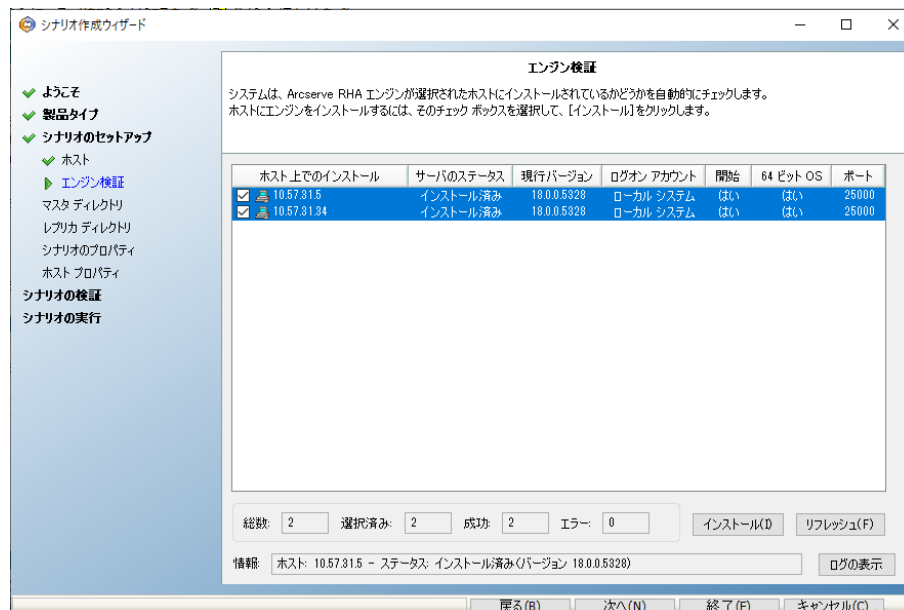 シナリオ作成ウィザード
ようこそ
製品タイプ
シナリオのセットアップ
ホスト
エンジン検証
マスタ ディレクトリ
レプリカ ディレクトリ
シナリオのプロパティ
ホスト プロパティ
シナリオの検証
シナリオの実行
エンジン検証
システムは、Arcserve RHA エンジンが選択されたホストにインストールされているかどうかを自動的にチェックします。
ホストにエンジンをインストールするには、そのチェック ボックスを選択して、[インストール]をクリックします。
ホスト上でのインストール サーバのステータス 現行バージョン ログオン アカウント 開始 64 ビット OS ポート
10.57.31.5 インストール済み 18.0.0.5328 ローカル システム はい はい 25000
10.57.31.34 インストール済み 18.0.0.5328 ローカル システム はい はい 25000
総数: 2 選択済み: 2 成功: 2 エラー: 0 インストール(I) リフレッシュ(F)
情報: ホスト: 10.57.31.5 - ステータス: インストール済み(バージョン 18.0.0.5328) ログの表示
戻る(B) 次へ(N) 終了(F) キャンセル(C)